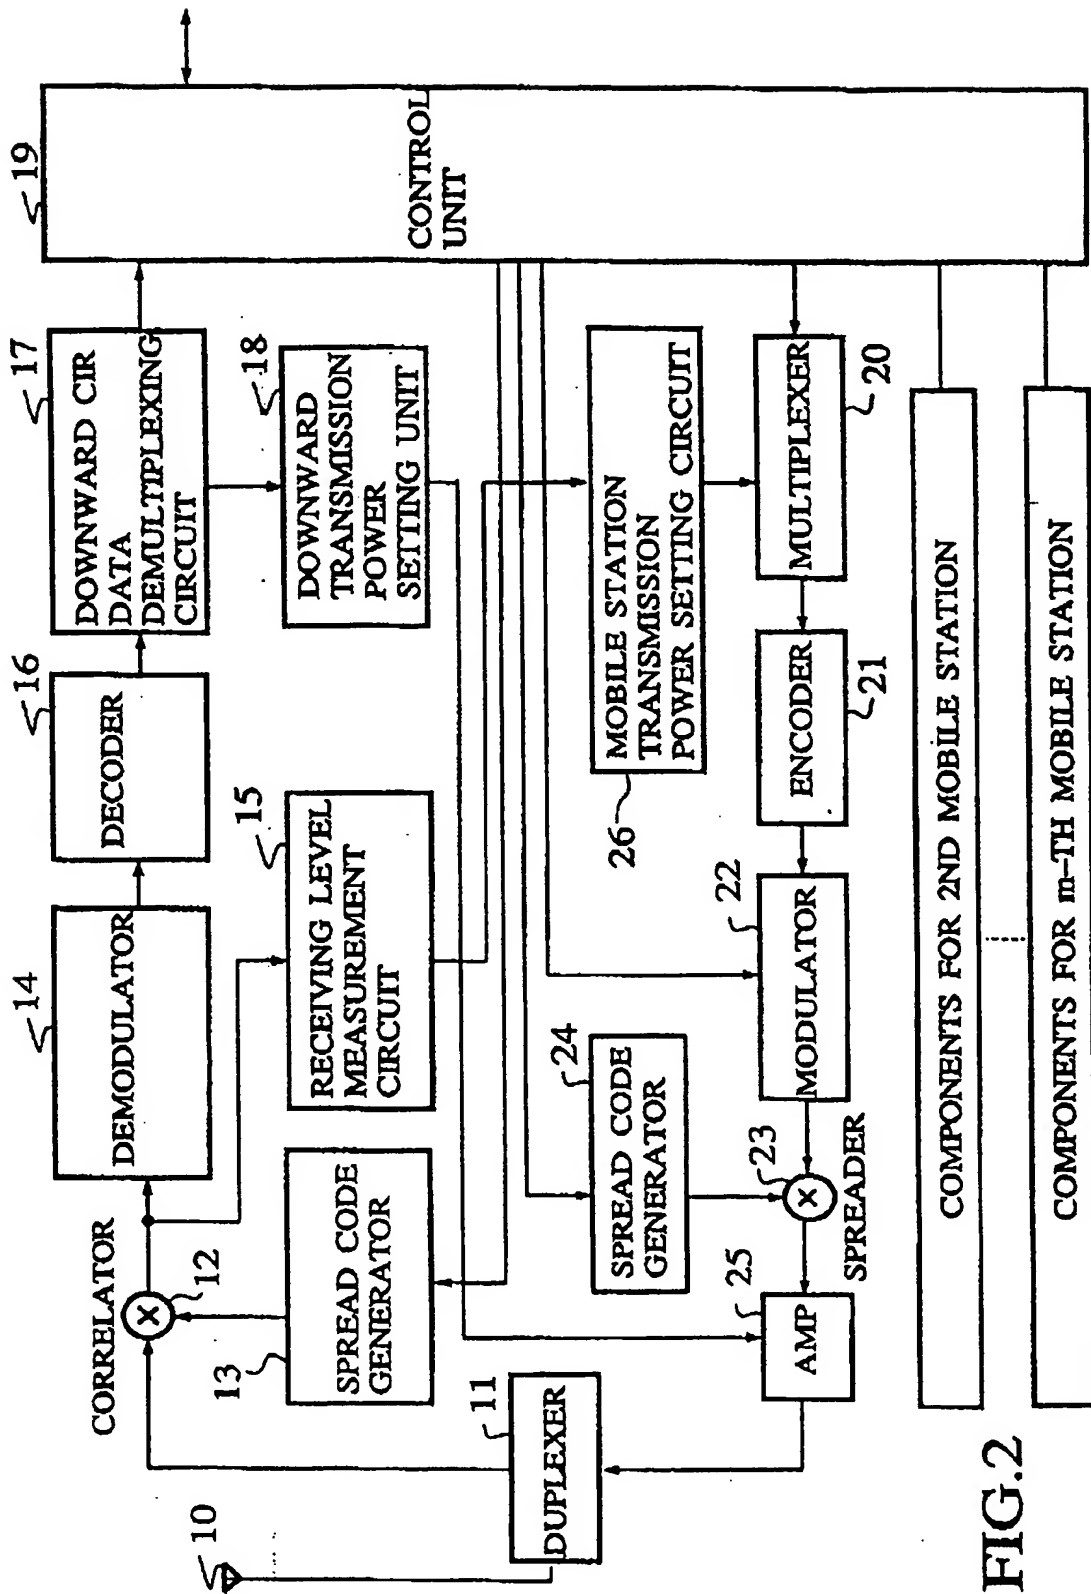 10
CORRELATOR
12
14
DEMODULATOR
16
DECODER
17
DOWNWARD CIR
DATA
DEMULTIPLEXING
CIRCUIT
19
CONTROL
UNIT
13
SPREAD CODE
GENERATOR
15
RECEIVING LEVEL
MEASUREMENT
CIRCUIT
18
DOWNWARD
TRANSMISSION
POWER
SETTING UNIT
11
DUPLEXER
24
SPREAD CODE
GENERATOR
26
MOBILE STATION
TRANSMISSION
POWER SETTING CIRCUIT
25
AMP
23
SPREADER
22
MODULATOR
ENCODER
21
MULTIPLEXER
20
COMPONENTS FOR 2ND MOBILE STATION
COMPONENTS FOR m-TH MOBILE STATION
FIG.2